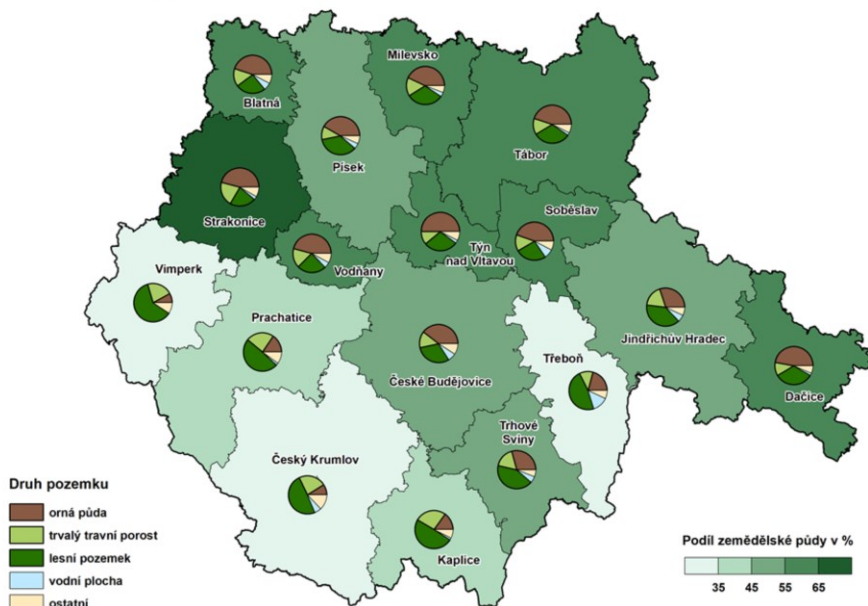 Milevsko
Blatná
Písek
Tábor
Strakonice
Soběslav
Týn
nad Vltavou
Vodňany
Vimperk
Prachatice
Jindřichův Hradec
Třeboň
České Budějovice
Dačice
Trhové
Sviny
Český Krumlov
Kaplice
Druh pozemku
orná půda
trvalý travní porost
lesní pozemek
vodní plocha
ostatní
Podíl zemědělské půdy v %
35 45 55 65